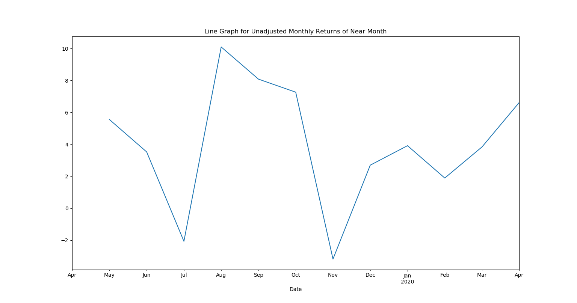 Line Graph for Unadjusted Monthly Returns of Near Month
10
8
6
4
2
0
−2
Apr May Jun Jul Aug Sep Oct Nov Dec Jan Feb Mar Apr
2020
Date